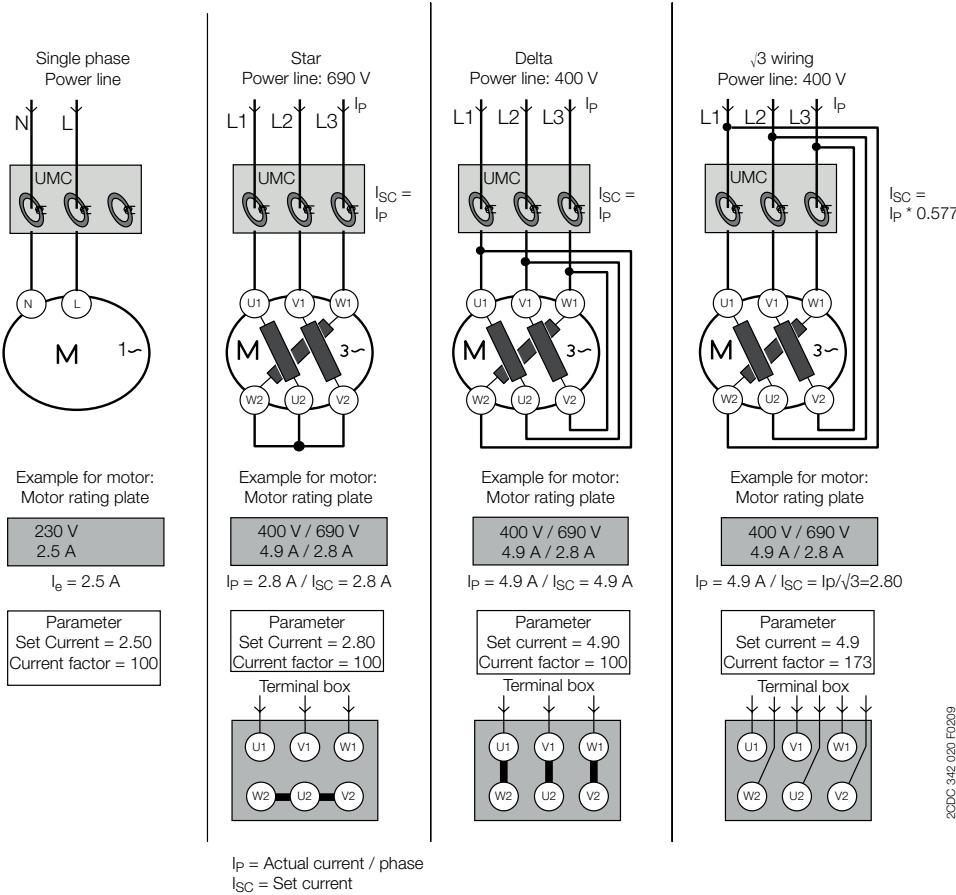 Single phase
Power line
N
L
UMC
N
L
M
1~
Example for motor:
Motor rating plate
230 V
2.5 A
Ie = 2.5 A
Parameter
Set Current = 2.50
Current factor = 100
Star
Power line: 690 V
IP
L1
L2
L3
UMC
ISC =
IP
U1
V1
W1
M
3~
W2
U2
V2
Example for motor:
Motor rating plate
400 V / 690 V
4.9 A / 2.8 A
IP = 2.8 A / ISC = 2.8 A
Parameter
Set Current = 2.80
Current factor = 100
Terminal box
U1
V1
W1
W2
U2
V2
Delta
Power line: 400 V
IP
L1
L2
L3
UMC
ISC =
IP
U1
V1
W1
M
3~
W2
U2
V2
Example for motor:
Motor rating plate
400 V / 690 V
4.9 A / 2.8 A
IP = 4.9 A / ISC = 4.9 A
Parameter
Set current = 4.90
Current factor = 100
Terminal box
U1
V1
W1
W2
U2
V2
√3 wiring
Power line: 400 V
IP
L1
L2
L3
UMC
ISC =
IP * 0.577
U1
V1
W1
M
3~
W2
U2
V2
Example for motor:
Motor rating plate
400 V / 690 V
4.9 A / 2.8 A
IP = 4.9 A / ISC = Ip/√3=2.80
Parameter
Set current = 4.9
Current factor = 173
Terminal box
U1
V1
W1
W2
U2
V2
IP = Actual current / phase
ISC = Set current
2CDC 342 020 F0209